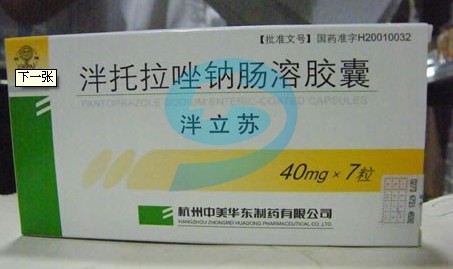 【批准文号】国药准字H20010032
下一张
泮托拉唑钠肠溶胶囊
PANTOPRAZOLE SODIUM ENTERIC-COATED CAPSULES
泮立苏
40mg×7粒
杭州中美华东制药有限公司
HANGZHOU ZHONGMEI HUADONG PHARMACEUTICAL CO.,LTD.